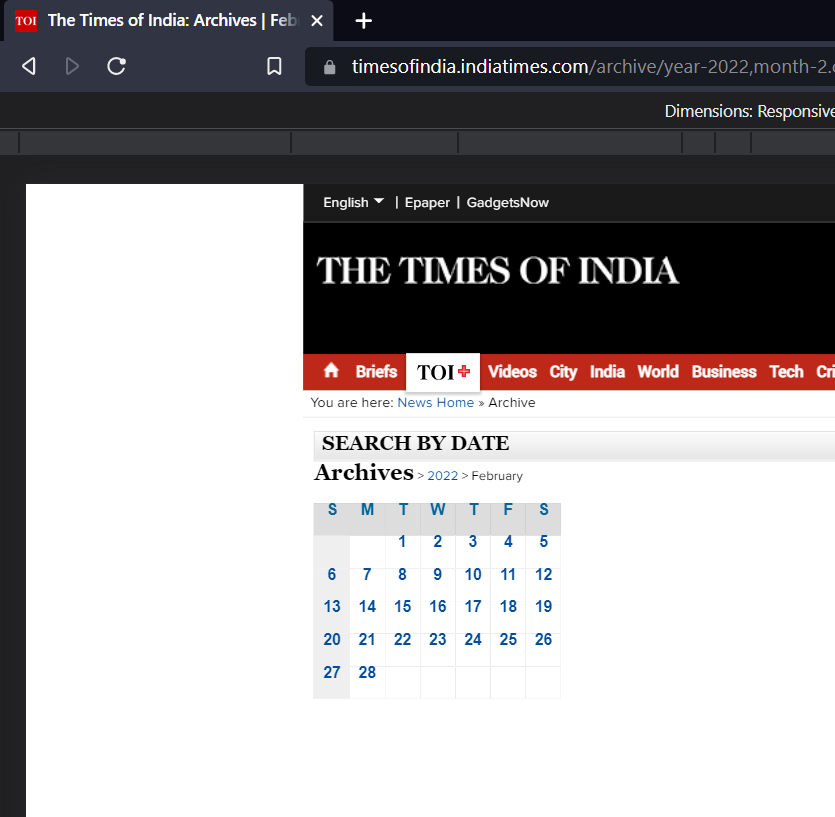 TOI The Times of India: Archives | Feb
timesofindia.indiatimes.com/archive/year-2022,month-2.
Dimensions: Responsive
English | Epaper | GadgetsNow
THE TIMES OF INDIA
Briefs TOI+ Videos City India World Business Tech Cri
You are here: News Home » Archive
SEARCH BY DATE
Archives > 2022 > February
S M T W T F S
1 2 3 4 5
6 7 8 9 10 11 12
13 14 15 16 17 18 19
20 21 22 23 24 25 26
27 28